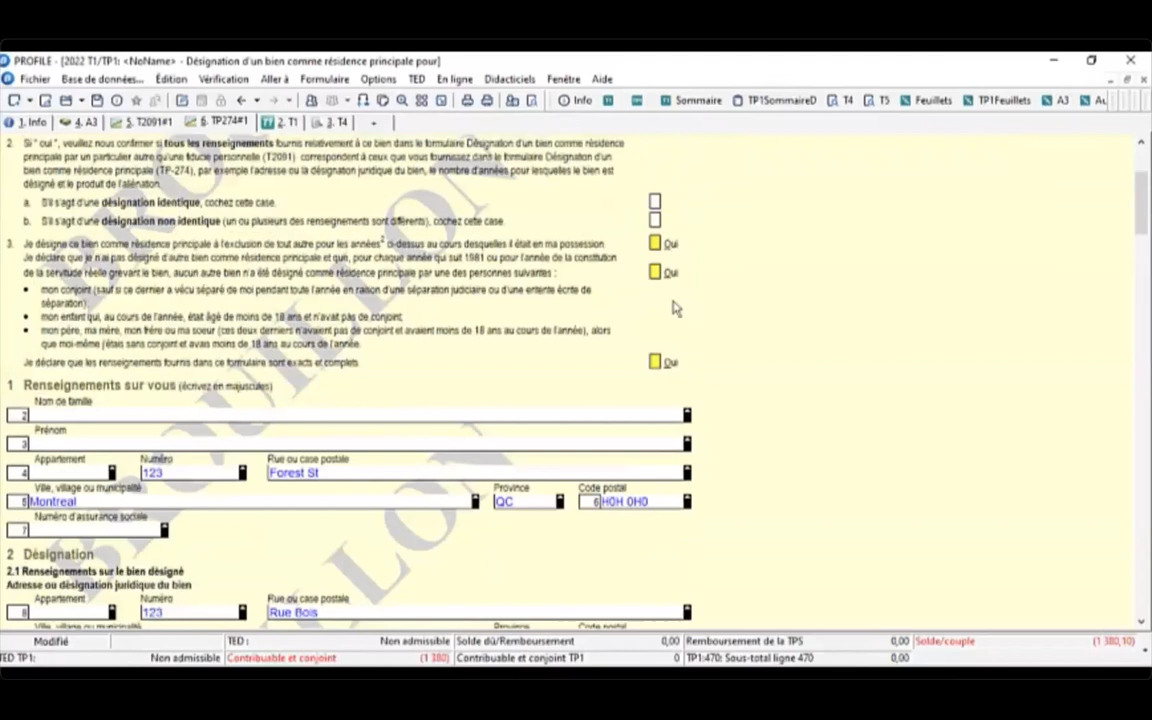 PROFILE - [2022 T1/TP1: <NoName> - Désignation d'un bien comme résidence principale pour]
Fichier Base de données... Édition Vérification Aller à Formulaire Options TED En ligne Didacticiels Fenêtre Aide
Info Sommaire TP1SommaireD T4 T5 Feuillets TP1Feuillets A3
1. Info 4. A3 5. T2091#1 6. TP274#1 2. T1 3. T4
2. Si "oui", veuillez nous confirmer si tous les renseignements fournis relativement à ce bien dans le formulaire Désignation d'un bien comme résidence
principale par un particulier autre qu'une fiducie personnelle (T2091) correspondent à ceux que vous fournissez dans le formulaire Désignation d'un
bien comme résidence principale (TP-274), par exemple l'adresse ou la désignation juridique du bien, le nombre d'années pour lesquelles le bien est
désigné et le produit de l'aliénation.
a. S'il s'agit d'une désignation identique, cochez cette case.
b. S'il s'agit d'une désignation non identique (un ou plusieurs des renseignements sont différents), cochez cette case.
3. Je désigne ce bien comme résidence principale à l'exclusion de tout autre pour les années² ci-dessus au cours desquelles il était en ma possession Oui
Je déclare que je n'ai pas désigné d'autre bien comme résidence principale et que, pour chaque année qui suit 1981 ou pour l'année de la constitution
de la servitude réelle grevant le bien, aucun autre bien n'a été désigné comme résidence principale par une des personnes suivantes : Oui
• mon conjoint (sauf si ce dernier a vécu séparé de moi pendant toute l'année en raison d'une séparation judiciaire ou d'une entente écrite de
séparation);
• mon enfant qui, au cours de l'année, était âgé de moins de 18 ans et n'avait pas de conjoint;
• mon père, ma mère, mon frère ou ma soeur (ces deux derniers n'avaient pas de conjoint et avaient moins de 18 ans au cours de l'année), alors
que moi-même j'étais sans conjoint et avais moins de 18 ans au cours de l'année.
Je déclare que les renseignements fournis dans ce formulaire sont exacts et complets Oui
1 Renseignements sur vous (écrivez en majuscules)
Nom de famille
2
Prénom
3
Appartement Numéro Rue ou case postale
4 123 Forest St
Ville, village ou municipalité Province Code postal
5 Montreal QC 6 H0H 0H0
Numéro d'assurance sociale
7
2 Désignation
2.1 Renseignements sur le bien désigné
Adresse ou désignation juridique du bien
Appartement Numéro Rue ou case postale
8 123 Rue Bois
Ville, village ou municipalité Province Code postal
BROUILLON
BROUILLON
Modifié TED : Non admissible Solde dû/Remboursement 0,00 Remboursement de la TPS 0,00 Solde/couple (1 380,10)
TED TP1: Non admissible Contribuable et conjoint (1 380) Contribuable et conjoint TP1 0 TP1:470: Sous-total ligne 470 0,00